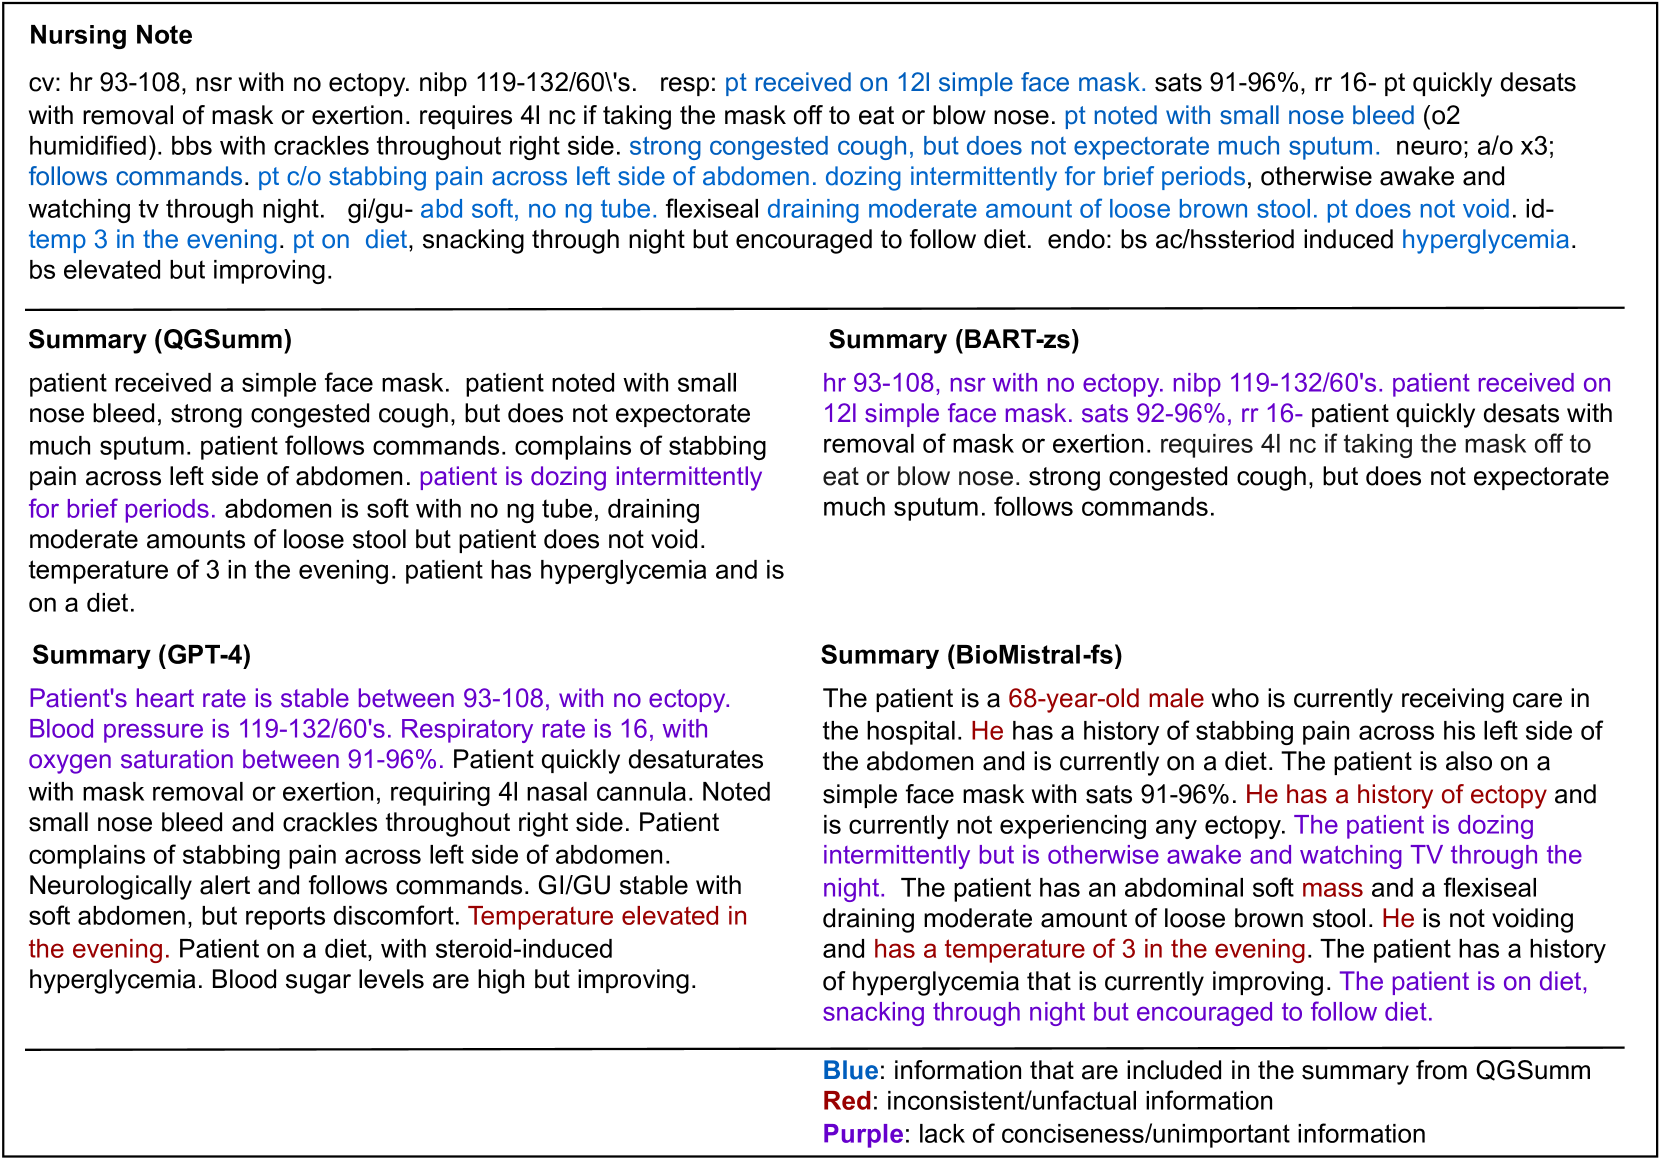 Nursing Note
cv: hr 93-108, nsr with no ectopy. nibp 119-132/60\'s.   resp: pt received on 12l simple face mask. sats 91-96%, rr 16- pt quickly desats
with removal of mask or exertion. requires 4l nc if taking the mask off to eat or blow nose. pt noted with small nose bleed (o2
humidified). bbs with crackles throughout right side. strong congested cough, but does not expectorate much sputum.  neuro; a/o x3;
follows commands. pt c/o stabbing pain across left side of abdomen. dozing intermittently for brief periods, otherwise awake and
watching tv through night.   gi/gu- abd soft, no ng tube. flexiseal draining moderate amount of loose brown stool. pt does not void. id-
temp 3 in the evening. pt on  diet, snacking through night but encouraged to follow diet.  endo: bs ac/hssteriod induced hyperglycemia.
bs elevated but improving.
Summary (QGSumm)
patient received a simple face mask.  patient noted with small
nose bleed, strong congested cough, but does not expectorate
much sputum. patient follows commands. complains of stabbing
pain across left side of abdomen. patient is dozing intermittently
for brief periods. abdomen is soft with no ng tube, draining
moderate amounts of loose stool but patient does not void.
temperature of 3 in the evening. patient has hyperglycemia and is
on a diet.
Summary (BART-zs)
hr 93-108, nsr with no ectopy. nibp 119-132/60's. patient received on
12l simple face mask. sats 92-96%, rr 16- patient quickly desats with
removal of mask or exertion. requires 4l nc if taking the mask off to
eat or blow nose. strong congested cough, but does not expectorate
much sputum. follows commands.
Summary (GPT-4)
Patient's heart rate is stable between 93-108, with no ectopy.
Blood pressure is 119-132/60's. Respiratory rate is 16, with
oxygen saturation between 91-96%. Patient quickly desaturates
with mask removal or exertion, requiring 4l nasal cannula. Noted
small nose bleed and crackles throughout right side. Patient
complains of stabbing pain across left side of abdomen.
Neurologically alert and follows commands. GI/GU stable with
soft abdomen, but reports discomfort. Temperature elevated in
the evening. Patient on a diet, with steroid-induced
hyperglycemia. Blood sugar levels are high but improving.
Summary (BioMistral-fs)
The patient is a 68-year-old male who is currently receiving care in
the hospital. He has a history of stabbing pain across his left side of
the abdomen and is currently on a diet. The patient is also on a
simple face mask with sats 91-96%. He has a history of ectopy and
is currently not experiencing any ectopy. The patient is dozing
intermittently but is otherwise awake and watching TV through the
night.  The patient has an abdominal soft mass and a flexiseal
draining moderate amount of loose brown stool. He is not voiding
and has a temperature of 3 in the evening. The patient has a history
of hyperglycemia that is currently improving. The patient is on diet,
snacking through night but encouraged to follow diet.
Blue: information that are included in the summary from QGSumm
Red: inconsistent/unfactual information
Purple: lack of conciseness/unimportant information